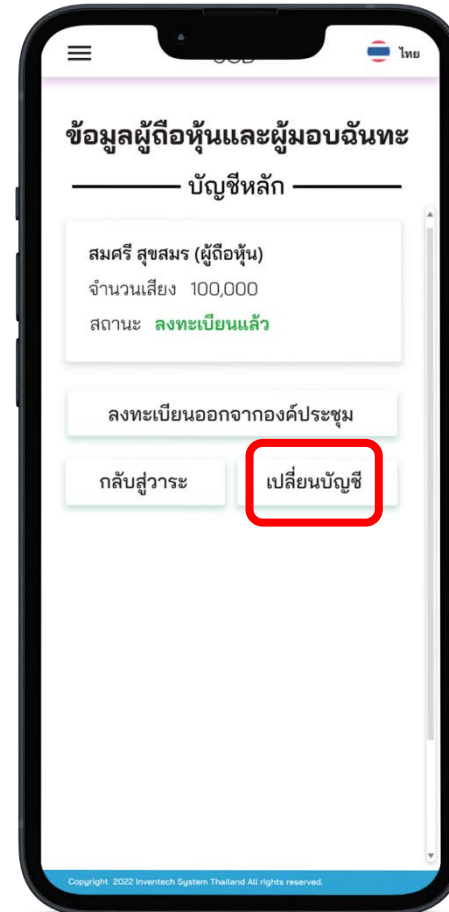 ไทย
ข้อมูลผู้ถือหุ้นและผู้มอบฉันทะ
บัญชีหลัก
สมศรี สุขสมร (ผู้ถือหุ้น)
จำนวนเสียง 100,000
สถานะ ลงทะเบียนแล้ว
ลงทะเบียนออกจากองค์ประชุม
กลับสู่วาระ
เปลี่ยนบัญชี
Copyright 2022 Inventech System Thailand All rights reserved.